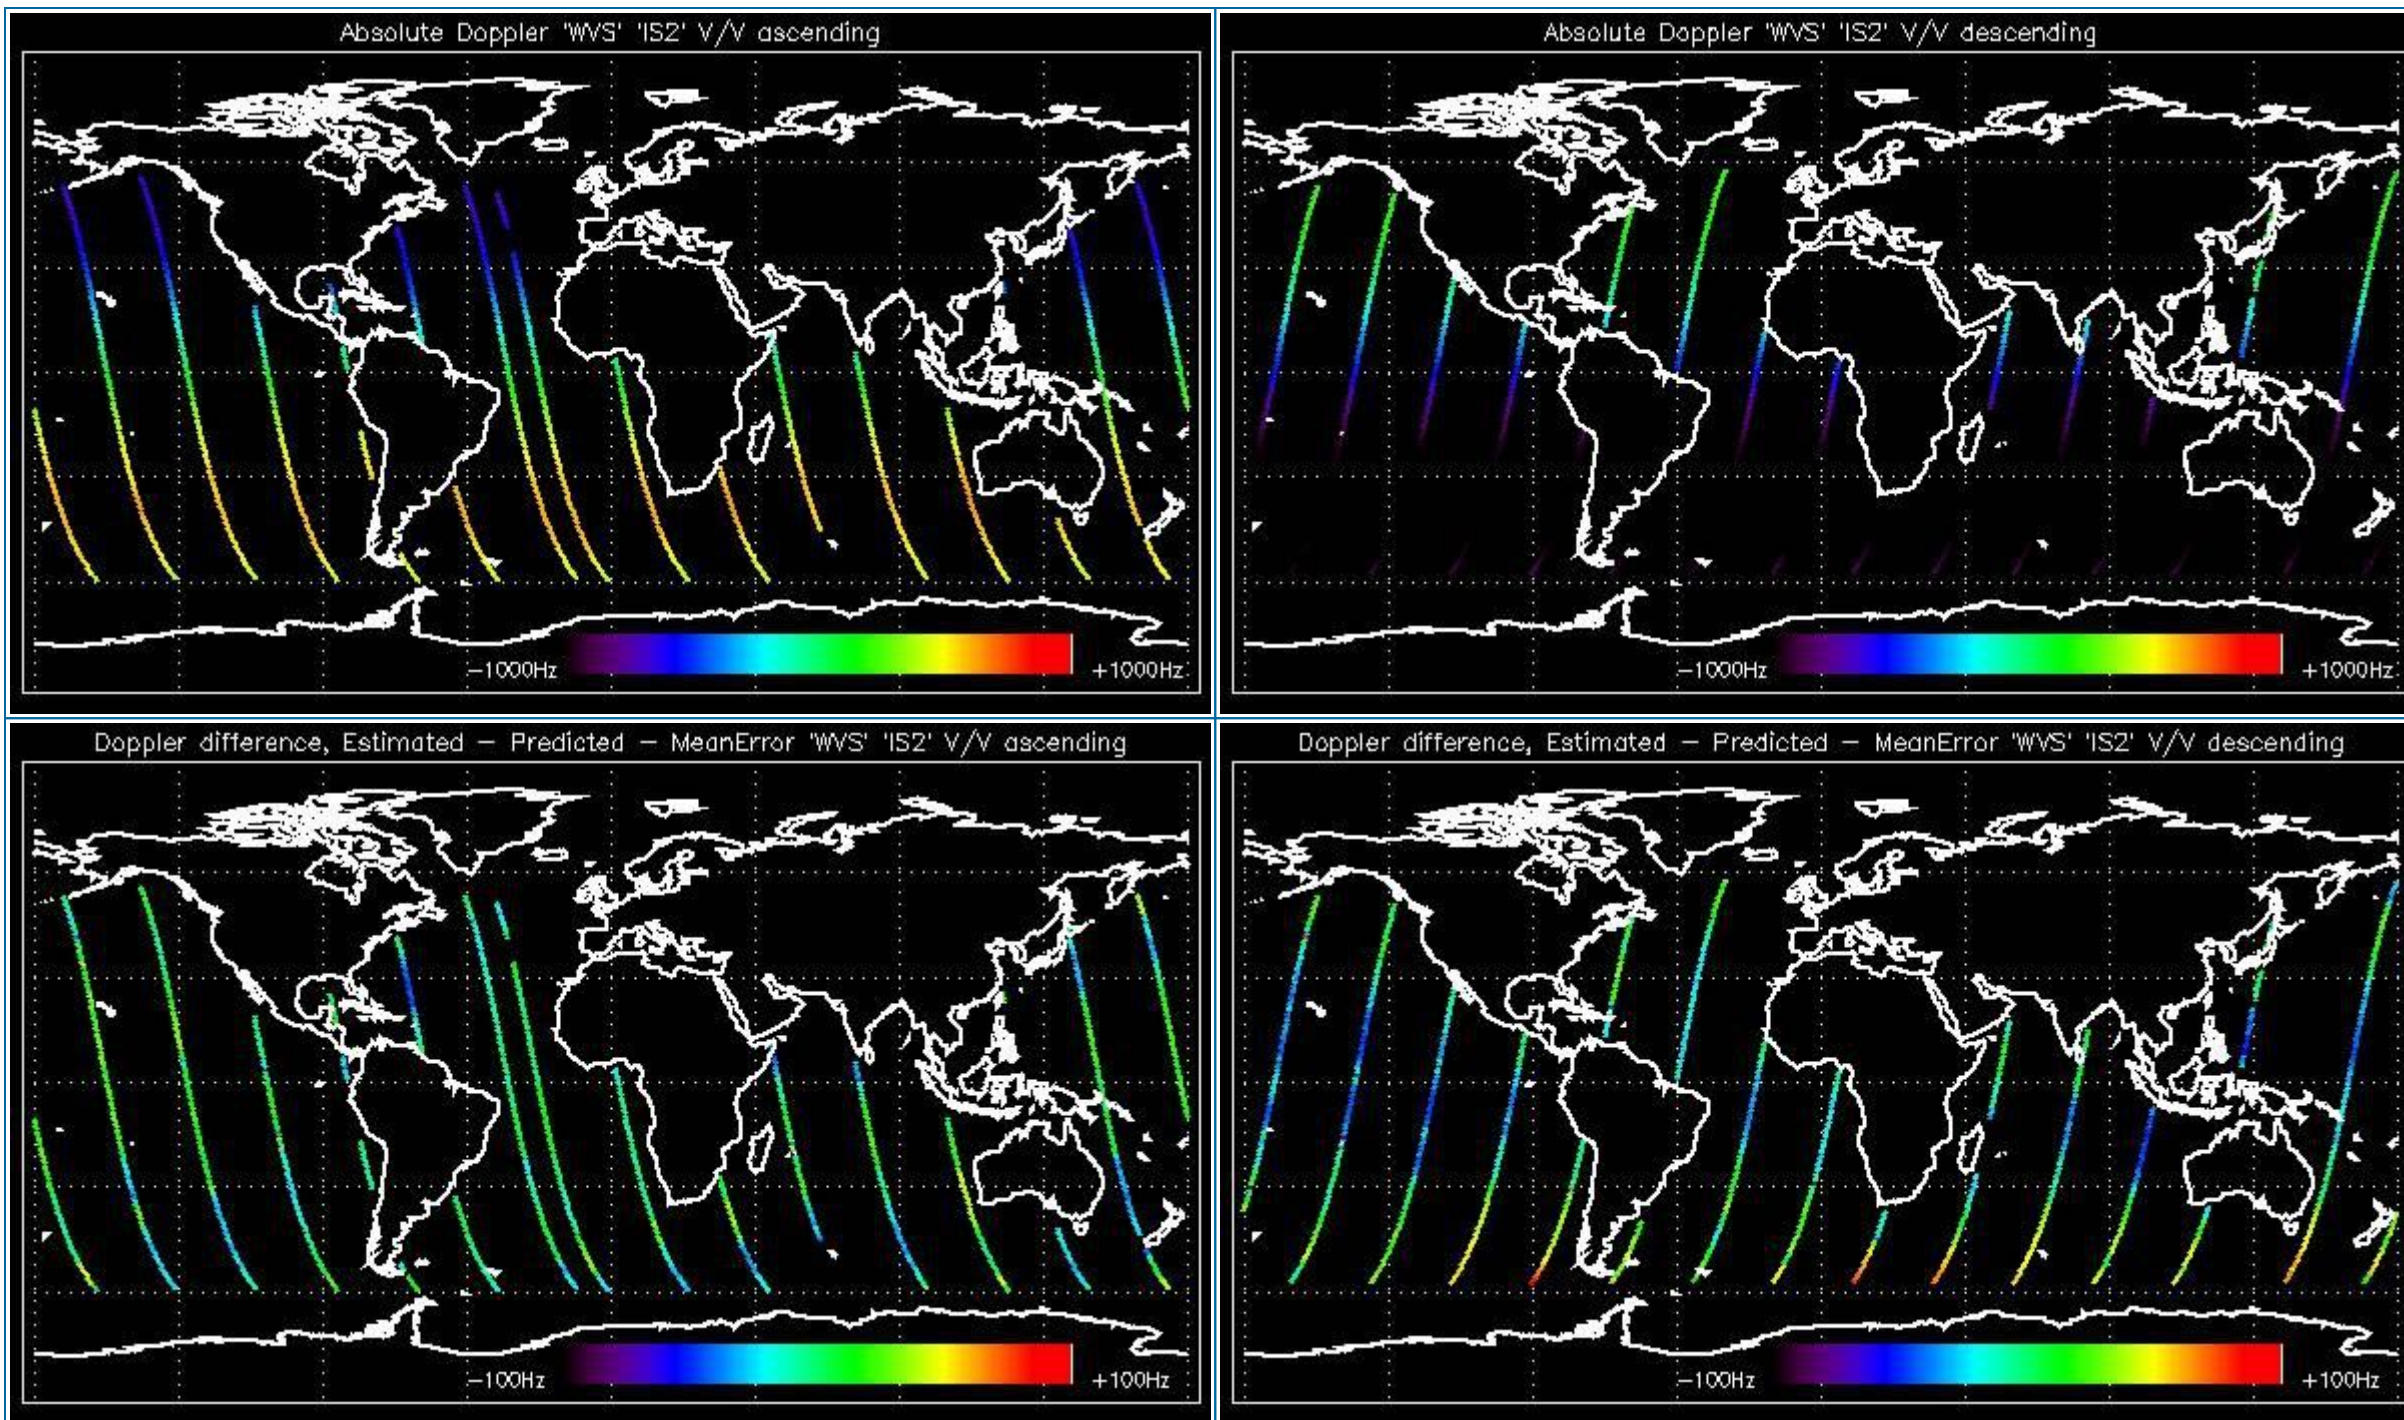 Absolute Doppler 'WVS' 'IS2' V/V ascending
-1000Hz
+1000Hz
Absolute Doppler 'WVS' 'IS2' V/V descending
-1000Hz
+1000Hz
Doppler difference, Estimated - Predicted - MeanError 'WVS' 'IS2' V/V ascending
-100Hz
+100Hz
Doppler difference, Estimated - Predicted - MeanError 'WVS' 'IS2' V/V descending
-100Hz
+100Hz